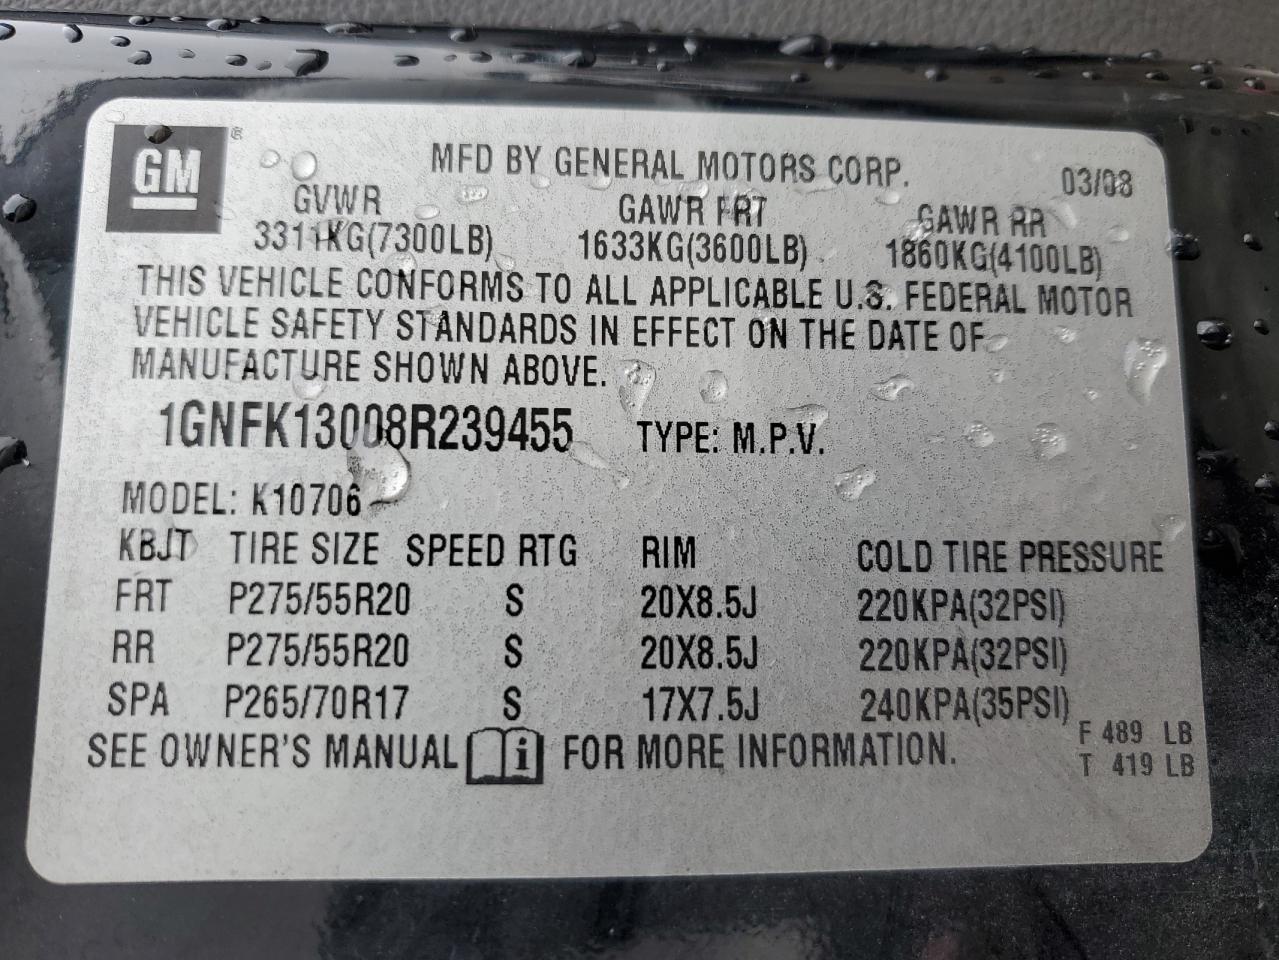 GM ®
MFD BY GENERAL MOTORS CORP. 03/08
GVWR GAWR FRT GAWR RR
3311KG(7300LB) 1633KG(3600LB) 1860KG(4100LB)
THIS VEHICLE CONFORMS TO ALL APPLICABLE U.S. FEDERAL MOTOR
VEHICLE SAFETY STANDARDS IN EFFECT ON THE DATE OF
MANUFACTURE SHOWN ABOVE.
1GNFK13008R239455 TYPE: M.P.V.
MODEL: K10706
KBJT TIRE SIZE SPEED RTG RIM COLD TIRE PRESSURE
FRT P275/55R20 S 20X8.5J 220KPA(32PSI)
RR P275/55R20 S 20X8.5J 220KPA(32PSI)
SPA P265/70R17 S 17X7.5J 240KPA(35PSI)
SEE OWNER'S MANUAL i FOR MORE INFORMATION.
F 489 LB
T 419 LB